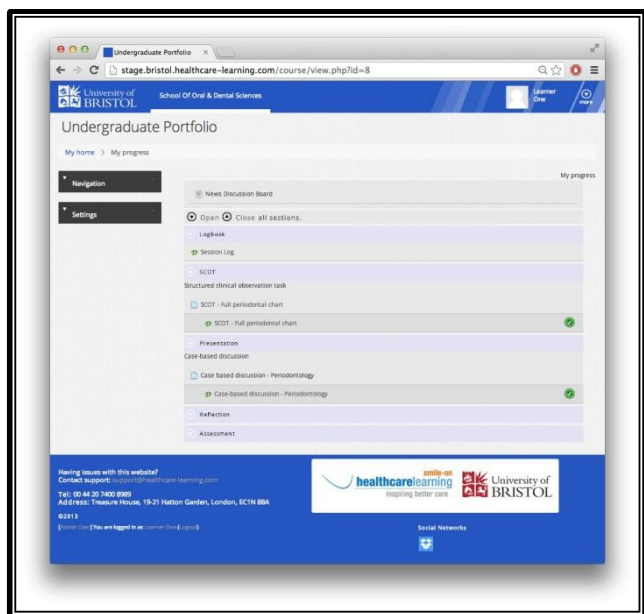 Undergraduate Portfolio
stage.bristol.healthcare-learning.com/course/view.php?id=8
University of BRISTOL
School Of Oral & Dental Sciences
Learner One
more
Undergraduate Portfolio
My home > My progress
My progress
Navigation
Settings
News Discussion Board
Open Close all sections.
Logbook
Session Log
SCOT
Structured clinical observation task
SCOT - Full periodontal chart
SCOT - Full periodontal chart
Presentation
Case-based discussion
Case based discussion - Periodontology
Case-based discussion - Periodontology
Reflection
Assessment
Having issues with this website?
Contact support: support@healthcare-learning.com
Tel: 00 44 20 7400 8989
Address: Treasure House, 19-21 Hatton Garden, London, EC1N 8BA
©2013
[Admin User] You are logged in as Learner One (Logout)
smile-on
healthcarelearning
inspiring better care
University of
BRISTOL
Social Networks